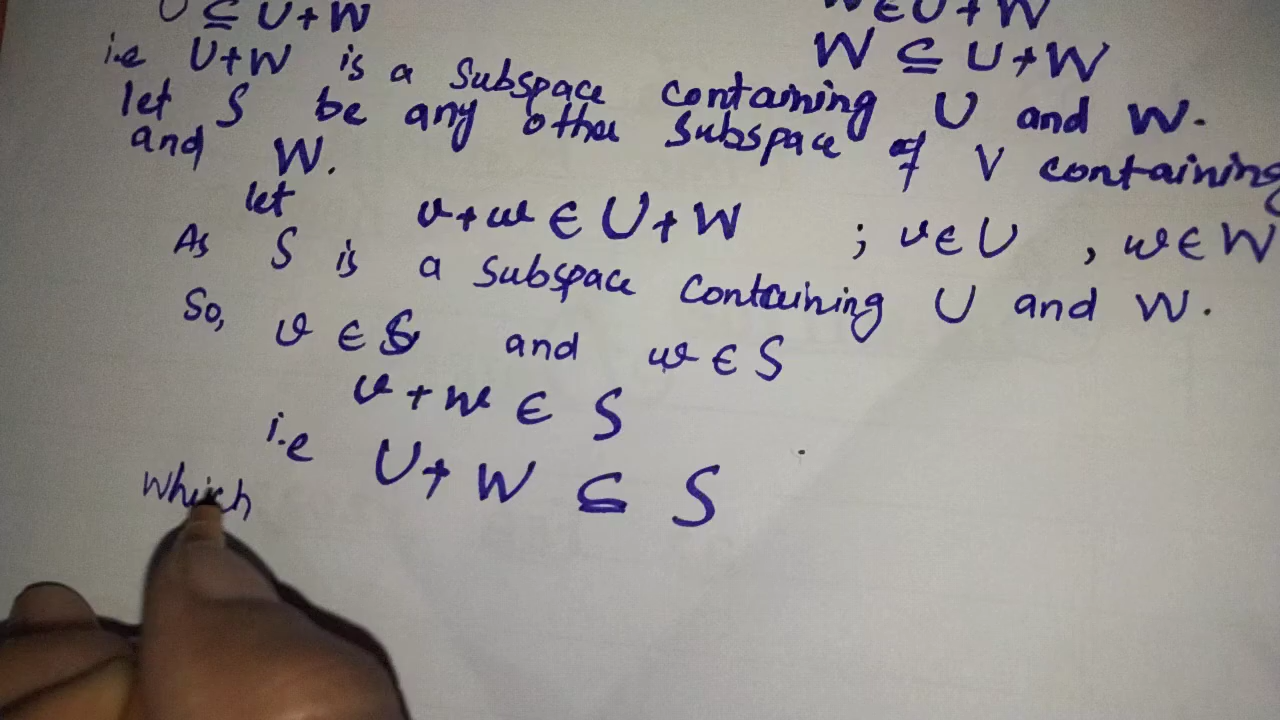 U ⊆ U+W
w ∈ U+W
i.e U+W is a subspace containing U and W.
W ⊆ U+W
let S be any other subspace of V containing
and W.
let v+w ∈ U+W ; v ∈ U , w ∈ W
As S is a subspace containing U and W.
So, v ∈ S and w ∈ S
v+w ∈ S
i.e U+W ⊆ S
which